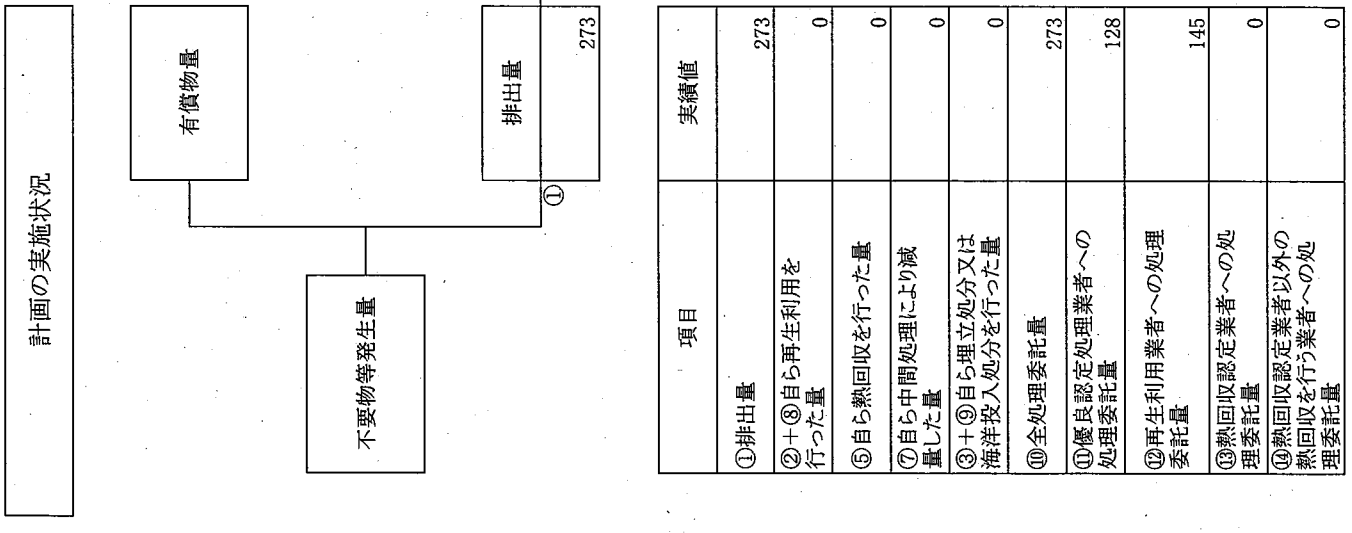 計画の実施状況
有償物量
不要物等発生量
排出量
①
273
項目
実績値
①排出量
273
②+⑧自ら再生利用を
行った量
0
⑤自ら熱回収を行った量
0
⑦自ら中間処理により減
量した量
0
③+⑨自ら埋立処分又は
海洋投入処分を行った量
0
⑩全処理委託量
273
⑪優良認定処理業者への
処理委託量
128
⑫再生利用業者への処理
委託量
145
⑬熱回収認定業者への処
理委託量
0
⑭熱回収認定業者以外の
熱回収を行う業者への処
理委託量
0